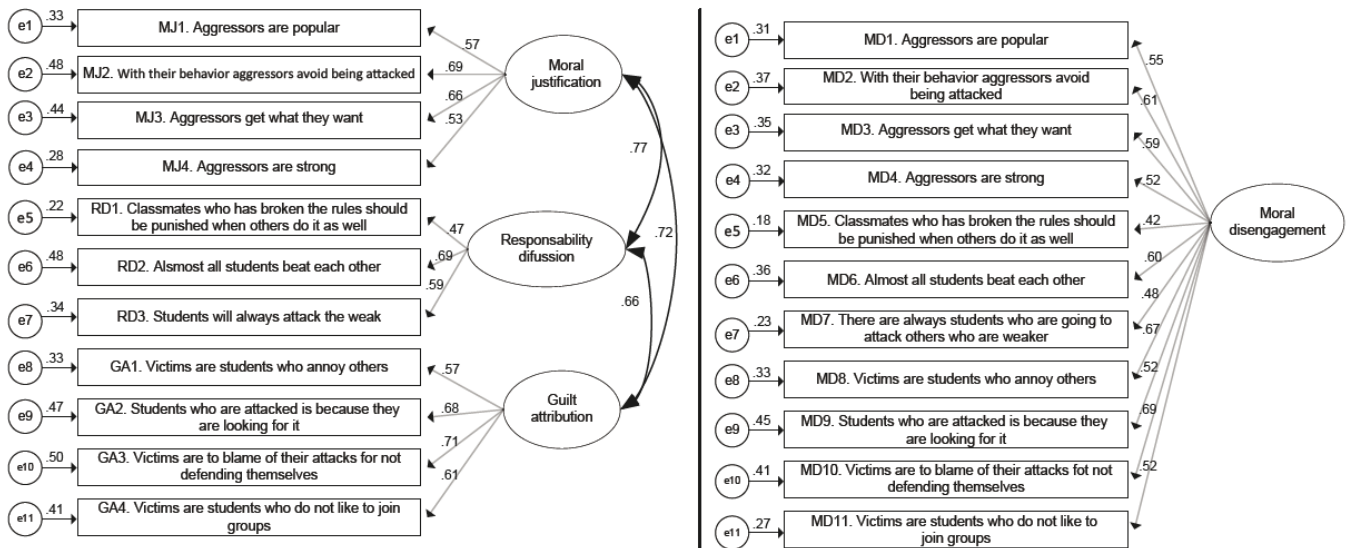 e1
.33
MJ1. Aggressors are popular
.57
e2
.48
MJ2. With their behavior aggressors avoid being attacked
.69
e3
.44
MJ3. Aggressors get what they want
.66
e4
.28
MJ4. Aggressors are strong
.53
Moral
justification
e5
.22
RD1. Classmates who has broken the rules should
be punished when others do it as well
.47
e6
.48
RD2. Alsmost all students beat each other
.69
e7
.34
RD3. Students will always attack the weak
.59
Responsability
difussion
e8
.33
GA1. Victims are students who annoy others
.57
e9
.47
GA2. Students who are attacked is because they
are looking for it
.68
e10
.50
GA3. Victims are to blame of their attacks for not
defending themselves
.71
e11
.41
GA4. Victims are students who do not like to join
groups
.61
Guilt
attribution
.77
.72
.66
e1
.31
MD1. Aggressors are popular
.55
e2
.37
MD2. With their behavior aggressors avoid
being attacked
.61
e3
.35
MD3. Aggressors get what they want
.59
e4
.32
MD4. Aggressors are strong
.52
e5
.18
MD5. Classmates who has broken the rules should
be punished when others do it as well
.42
e6
.36
MD6. Almost all students beat each other
.60
e7
.23
MD7. There are always students who are going to
attack others who are weaker
.48
e8
.33
MD8. Victims are students who annoy others
.67
e9
.45
MD9. Students who are attacked is because they
are looking for it
.52
e10
.41
MD10. Victims are to blame of their attacks fot not
defending themselves
.69
e11
.27
MD11. Victims are students who do not like to
join groups
.52
Moral
disengagement